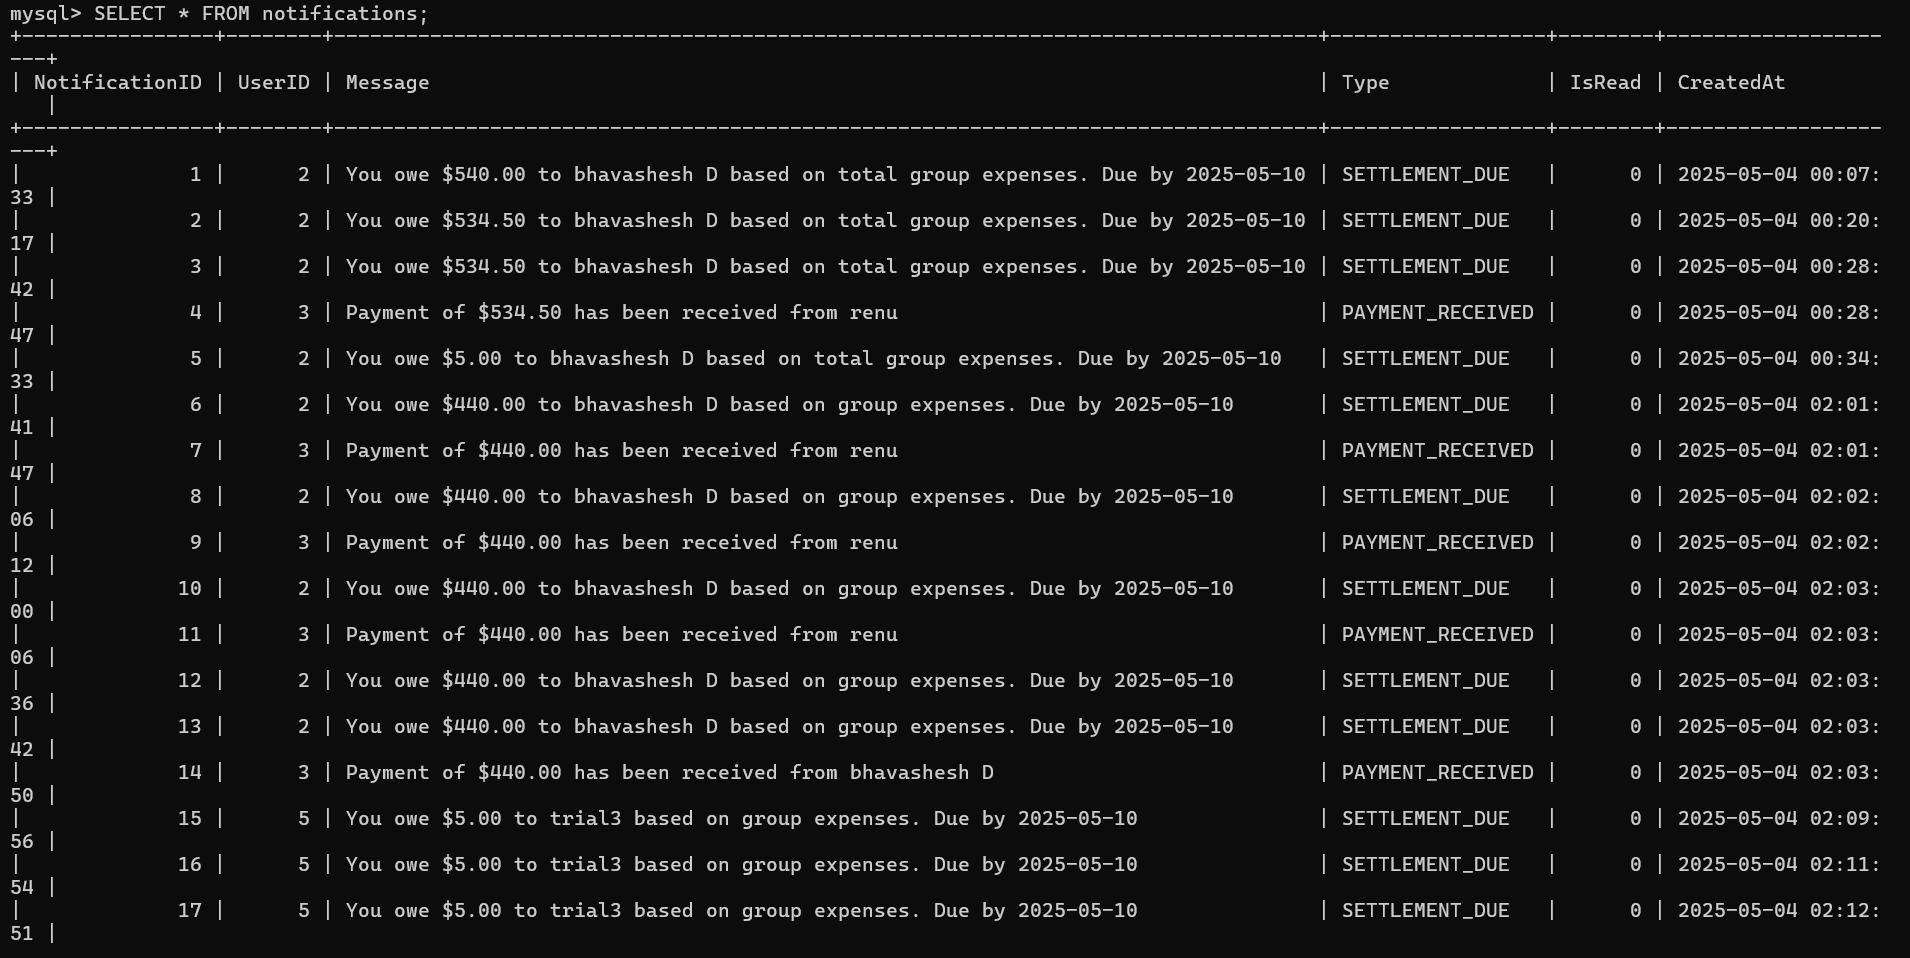 mysql> SELECT * FROM notifications;
+----------------+--------+----------------------------------------------------------------------------------+------------------+--------+------------------
---+
| NotificationID | UserID | Message                                                                          | Type             | IsRead | CreatedAt
   |
+----------------+--------+----------------------------------------------------------------------------------+------------------+--------+------------------
---+
|              1 |      2 | You owe $540.00 to bhavashesh D based on total group expenses. Due by 2025-05-10 | SETTLEMENT_DUE   |      0 | 2025-05-04 00:07:
33 |
|              2 |      2 | You owe $534.50 to bhavashesh D based on total group expenses. Due by 2025-05-10 | SETTLEMENT_DUE   |      0 | 2025-05-04 00:20:
17 |
|              3 |      2 | You owe $534.50 to bhavashesh D based on total group expenses. Due by 2025-05-10 | SETTLEMENT_DUE   |      0 | 2025-05-04 00:28:
42 |
|              4 |      3 | Payment of $534.50 has been received from renu                                   | PAYMENT_RECEIVED |      0 | 2025-05-04 00:28:
47 |
|              5 |      2 | You owe $5.00 to bhavashesh D based on total group expenses. Due by 2025-05-10   | SETTLEMENT_DUE   |      0 | 2025-05-04 00:34:
33 |
|              6 |      2 | You owe $440.00 to bhavashesh D based on group expenses. Due by 2025-05-10       | SETTLEMENT_DUE   |      0 | 2025-05-04 02:01:
41 |
|              7 |      3 | Payment of $440.00 has been received from renu                                   | PAYMENT_RECEIVED |      0 | 2025-05-04 02:01:
47 |
|              8 |      2 | You owe $440.00 to bhavashesh D based on group expenses. Due by 2025-05-10       | SETTLEMENT_DUE   |      0 | 2025-05-04 02:02:
06 |
|              9 |      3 | Payment of $440.00 has been received from renu                                   | PAYMENT_RECEIVED |      0 | 2025-05-04 02:02:
12 |
|             10 |      2 | You owe $440.00 to bhavashesh D based on group expenses. Due by 2025-05-10       | SETTLEMENT_DUE   |      0 | 2025-05-04 02:03:
00 |
|             11 |      3 | Payment of $440.00 has been received from renu                                   | PAYMENT_RECEIVED |      0 | 2025-05-04 02:03:
06 |
|             12 |      2 | You owe $440.00 to bhavashesh D based on group expenses. Due by 2025-05-10       | SETTLEMENT_DUE   |      0 | 2025-05-04 02:03:
36 |
|             13 |      2 | You owe $440.00 to bhavashesh D based on group expenses. Due by 2025-05-10       | SETTLEMENT_DUE   |      0 | 2025-05-04 02:03:
42 |
|             14 |      3 | Payment of $440.00 has been received from bhavashesh D                           | PAYMENT_RECEIVED |      0 | 2025-05-04 02:03:
50 |
|             15 |      5 | You owe $5.00 to trial3 based on group expenses. Due by 2025-05-10               | SETTLEMENT_DUE   |      0 | 2025-05-04 02:09:
56 |
|             16 |      5 | You owe $5.00 to trial3 based on group expenses. Due by 2025-05-10               | SETTLEMENT_DUE   |      0 | 2025-05-04 02:11:
54 |
|             17 |      5 | You owe $5.00 to trial3 based on group expenses. Due by 2025-05-10               | SETTLEMENT_DUE   |      0 | 2025-05-04 02:12:
51 |